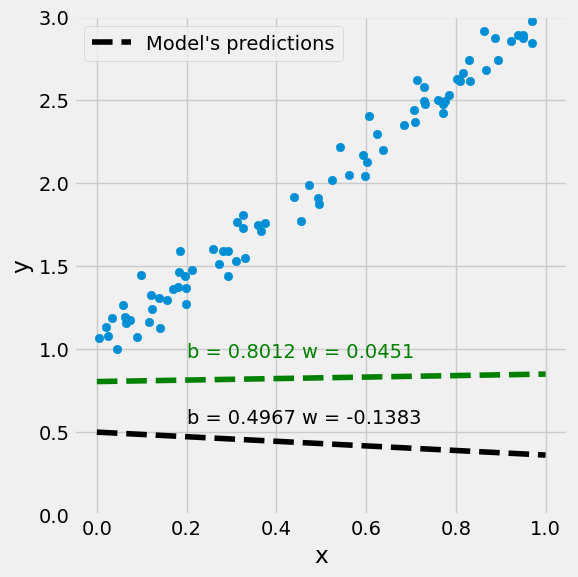 3.0
Model's predictions
2.5
2.0
y
1.5
1.0
b = 0.8012 w = 0.0451
b = 0.4967 w = -0.1383
0.5
0.0
0.0 0.2 0.4 0.6 0.8 1.0
x